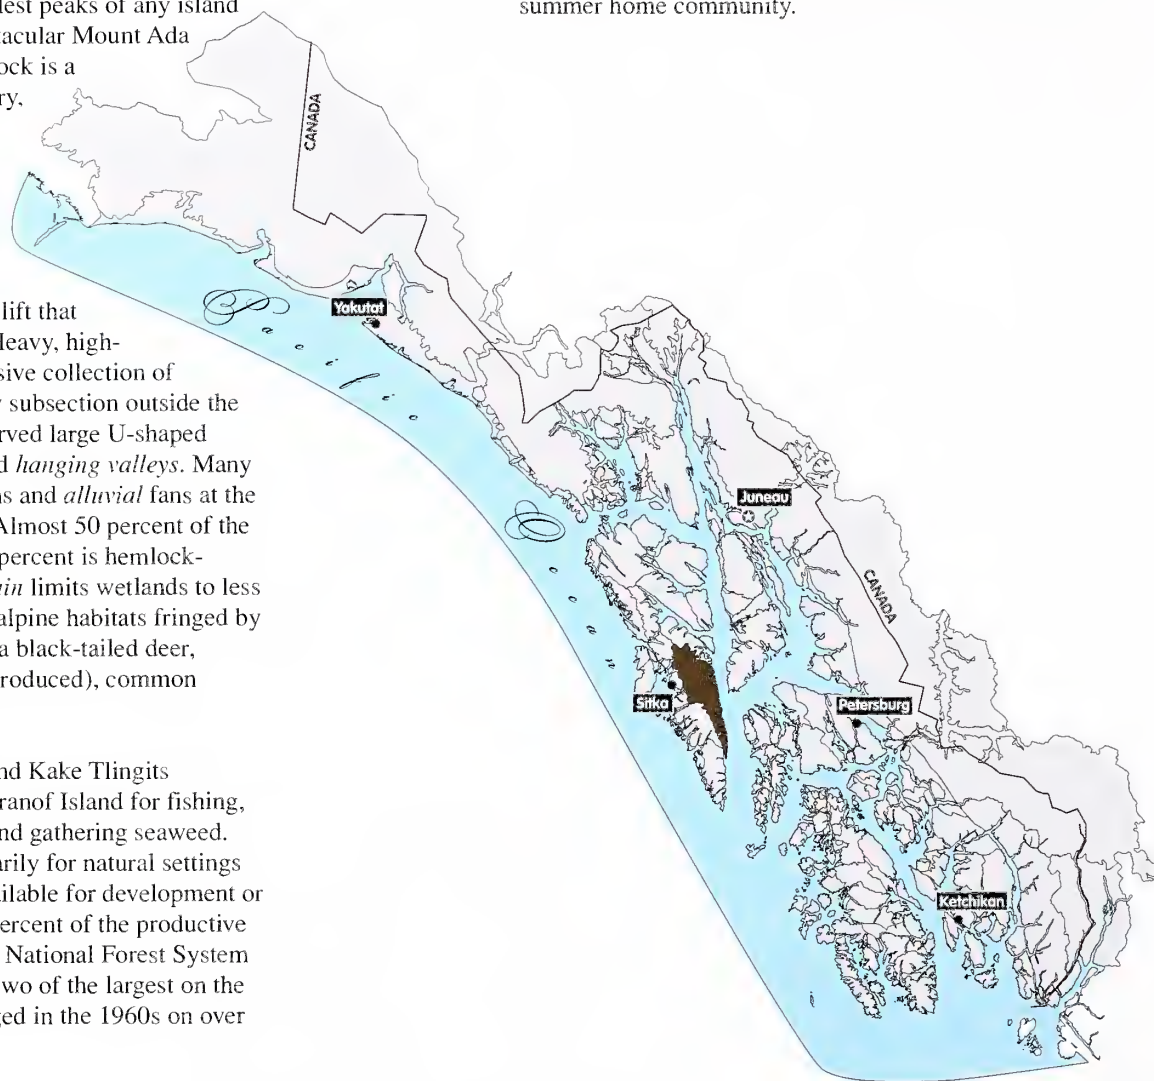 lest peaks of any island
tacular Mount Ada
ock is a
ry,
lift that
Heavy, high-
sive collection of
subsection outside the
rved large U-shaped
d hanging valleys. Many
ns and alluvial fans at the
Almost 50 percent of the
percent is hemlock-
ain limits wetlands to less
alpine habitats fringed by
a black-tailed deer,
roduced), common
nd Kake Tlingits
ranof Island for fishing,
nd gathering seaweed.
arily for natural settings
ilable for development or
ercent of the productive
National Forest System
wo of the largest on the
ged in the 1960s on over
summer home community.
CANADA
Yakutat
Pacific
Ocean
Juneau
CANADA
Sitka
Petersburg
Ketchikan